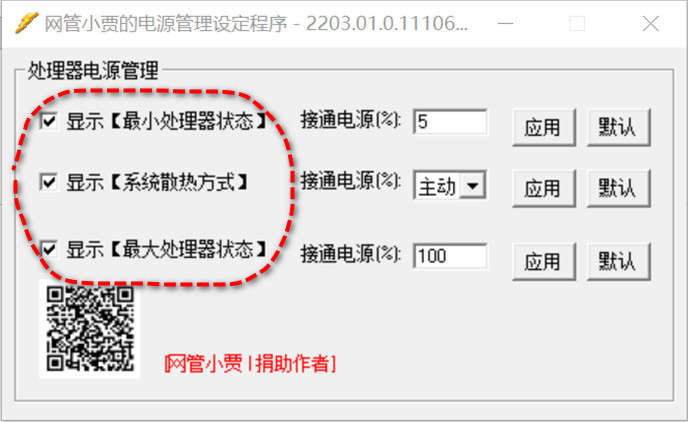 网管小贾的电源管理设定程序 - 2203.01.0.11106...
处理器电源管理
显示【最小处理器状态】 接通电源(%): 5 应用 默认
显示【系统散热方式】 接通电源(%): 主动 应用 默认
显示【最大处理器状态】 接通电源(%): 100 应用 默认
[网管小贾 | 捐助作者]